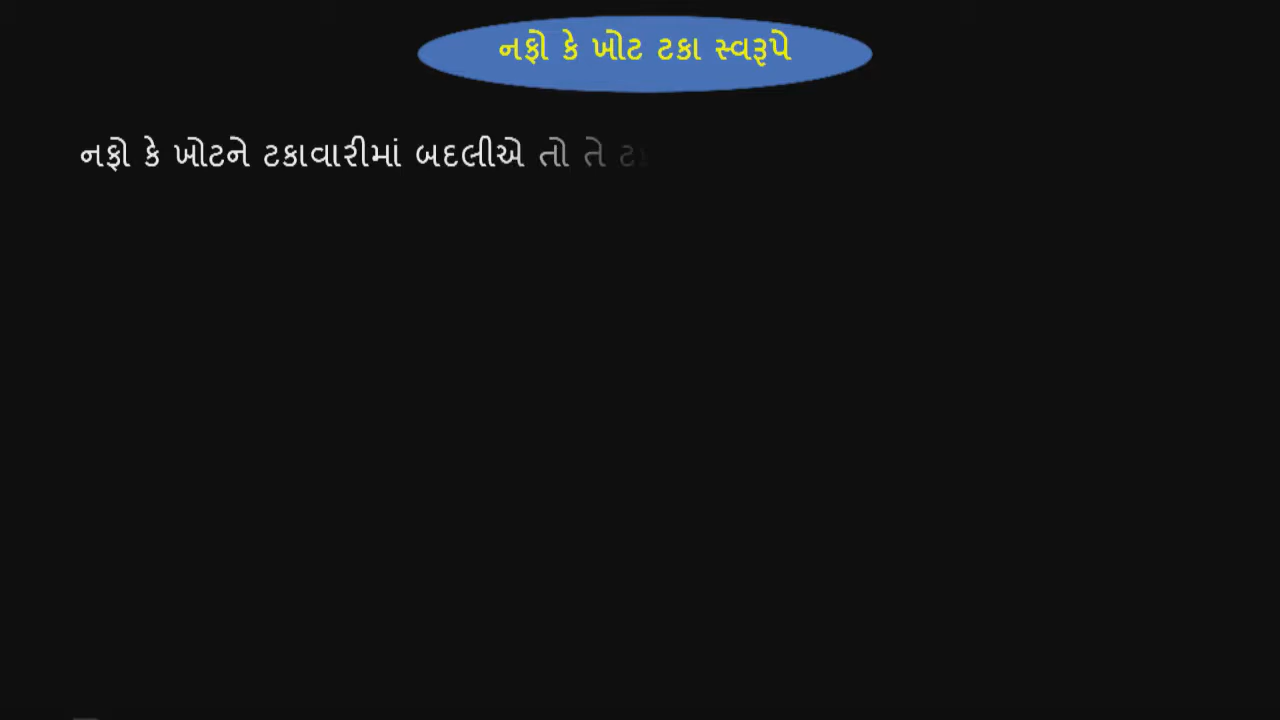 નફો કે ખોટ ટકા સ્વરૂપે
નફો કે ખોટને ટકાવારીમાં બદલીએ તો તે